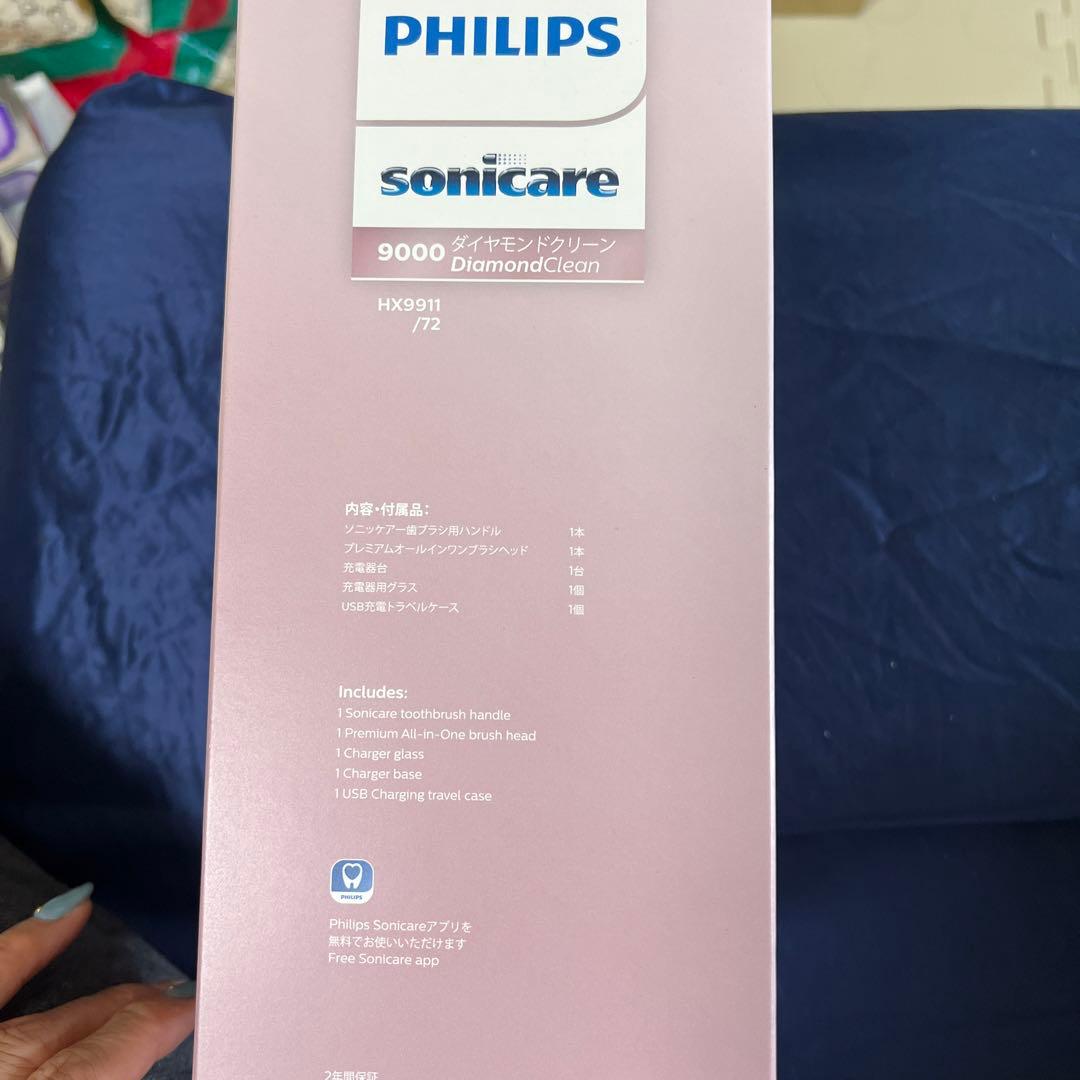 PHILIPS
sonicare
9000 ダイヤモンドクリーン
DiamondClean
HX9911
/72
内容・付属品：
ソニッケアー歯ブラシ用ハンドル 1本
プレミアムオールインワンブラシヘッド 1本
充電器台 1台
充電器用グラス 1個
USB充電トラベルケース 1個
Includes:
1 Sonicare toothbrush handle
1 Premium All-in-One brush head
1 Charger glass
1 Charger base
1 USB Charging travel case
PHILIPS
Philips Sonicareアプリを
無料でお使いいただけます
Free Sonicare app
2年間保証